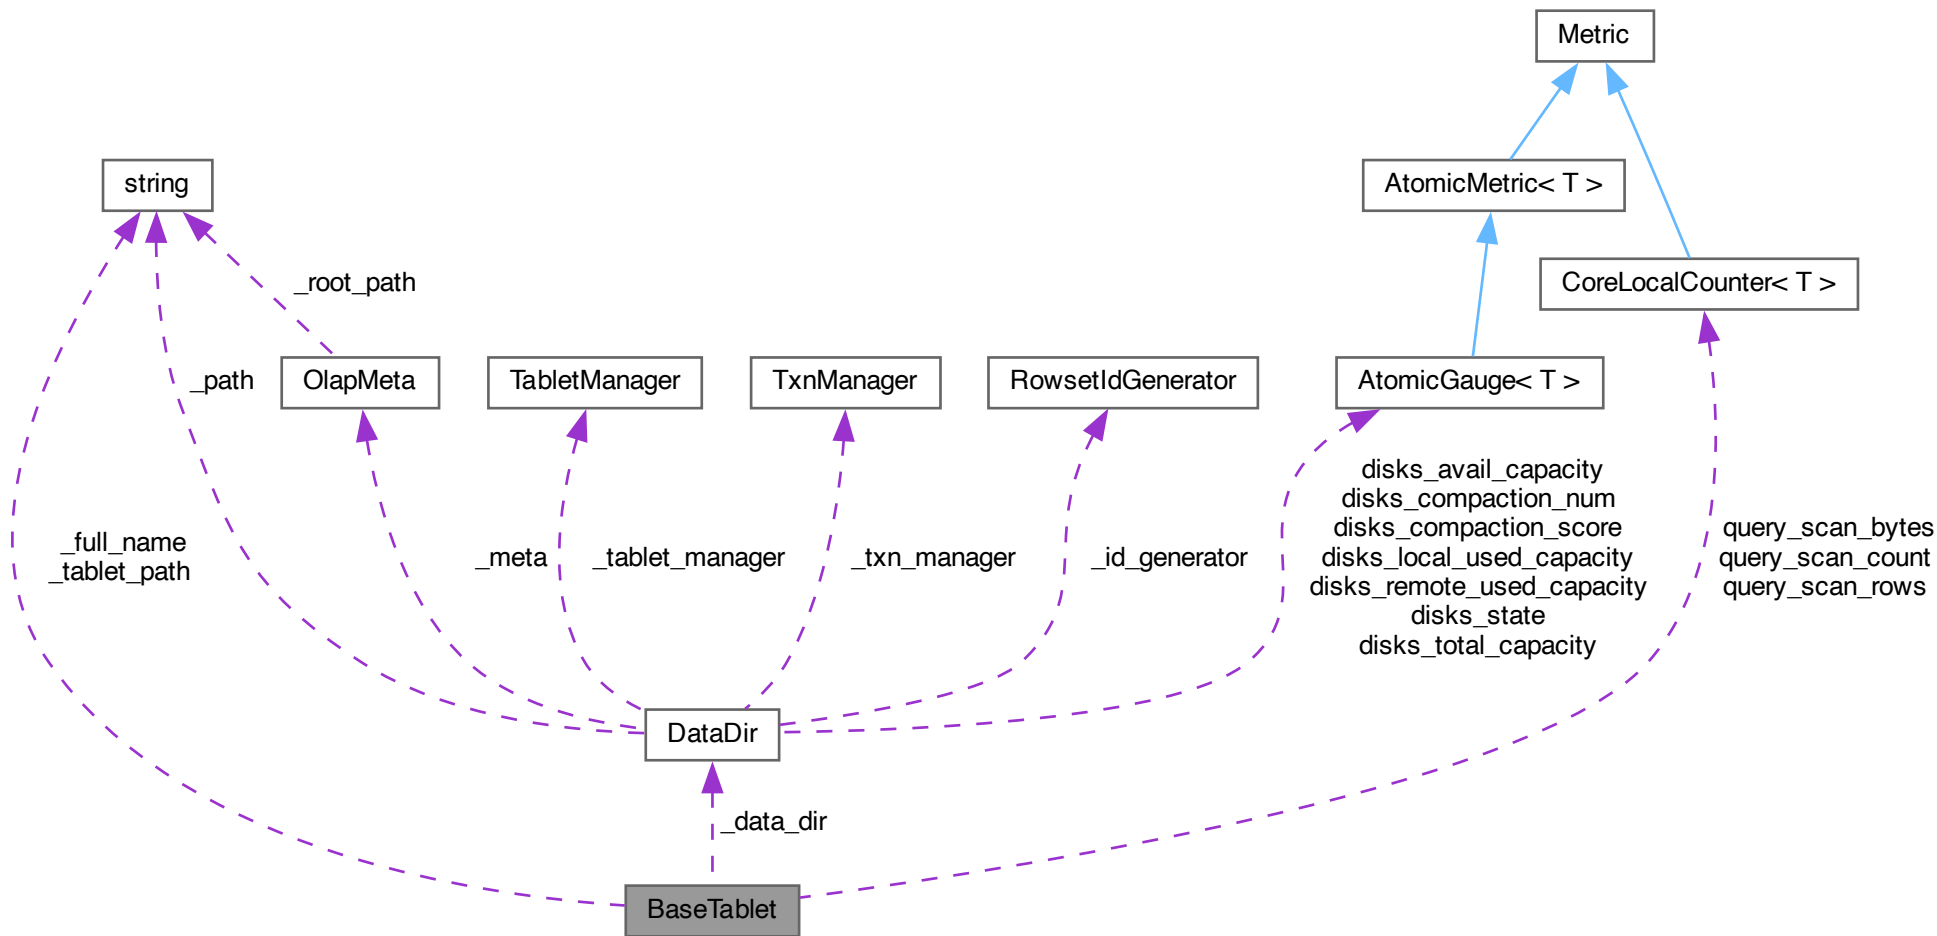 Metric
string
AtomicMetric< T >
_root_path
CoreLocalCounter< T >
_path
OlapMeta
TabletManager
TxnManager
RowsetIdGenerator
AtomicGauge< T >
_full_name
_tablet_path
_meta
_tablet_manager
_txn_manager
_id_generator
disks_avail_capacity
disks_compaction_num
disks_compaction_score
disks_local_used_capacity
disks_remote_used_capacity
disks_state
disks_total_capacity
query_scan_bytes
query_scan_count
query_scan_rows
DataDir
_data_dir
BaseTablet